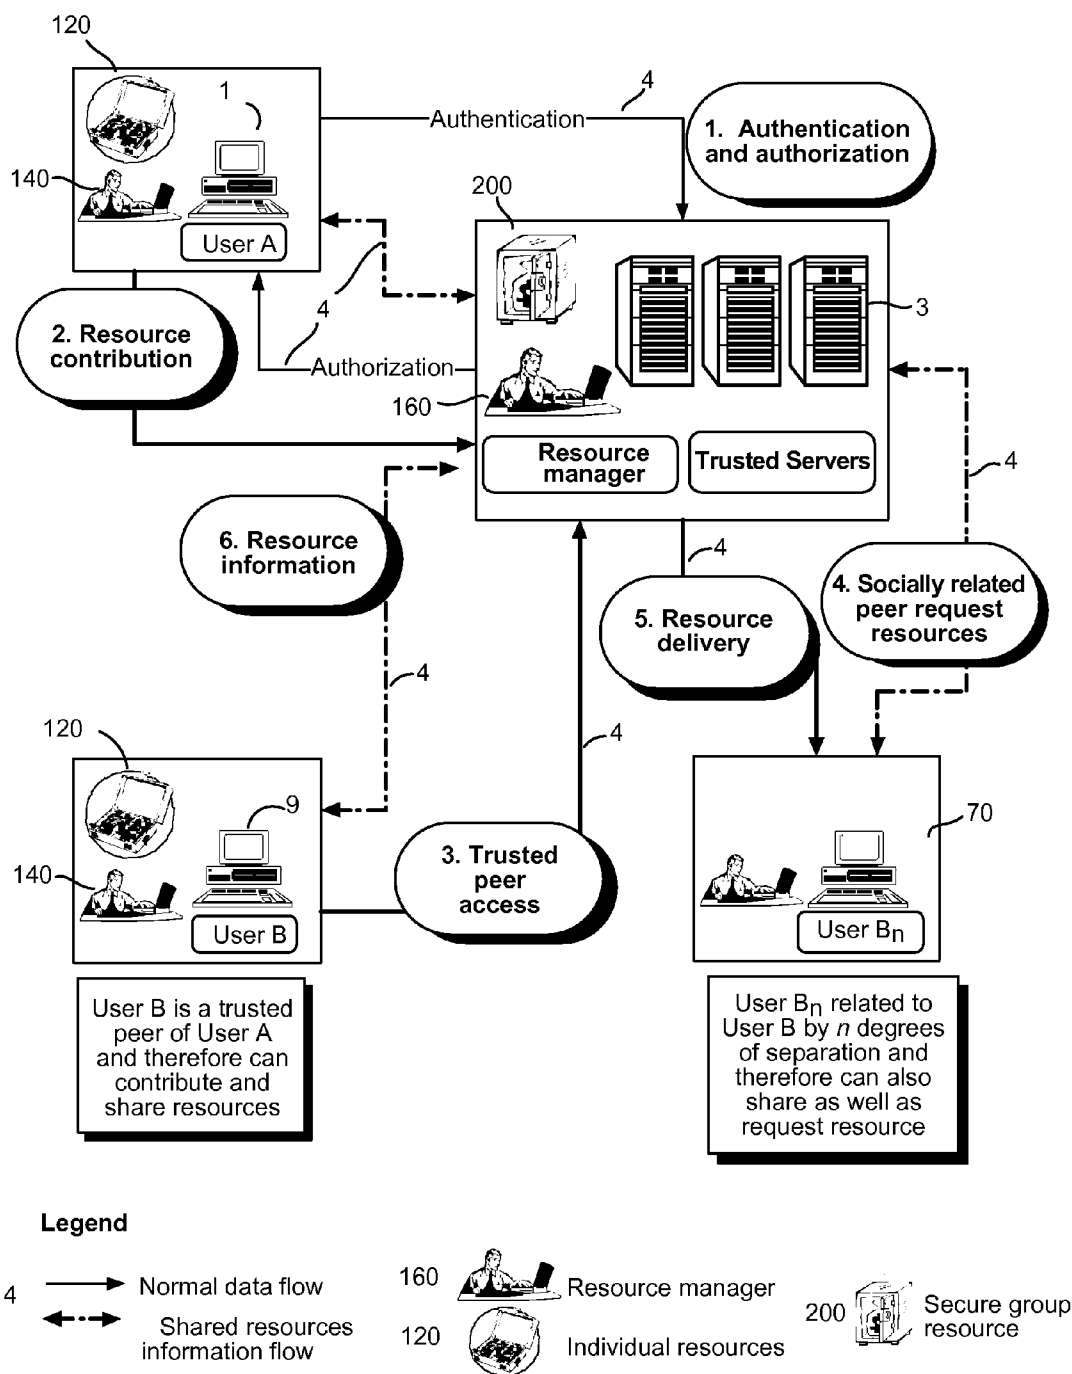 120
1
4
Authentication
1. Authentication
and authorization
140
200
User A
4
3
2. Resource
contribution
4
Authorization
160
Resource
manager
Trusted Servers
4
6. Resource
information
4
4. Socially related
peer request
resources
5. Resource
delivery
4
120
4
9
70
3. Trusted
peer
access
140
User B
User Bn
User B is a trusted
peer of User A
and therefore can
contribute and
share resources
User Bn related to
User B by n degrees
of separation and
therefore can also
share as well as
request resource
Legend
4
Normal data flow
Shared resources
information flow
160
Resource manager
120
Individual resources
200
Secure group
resource